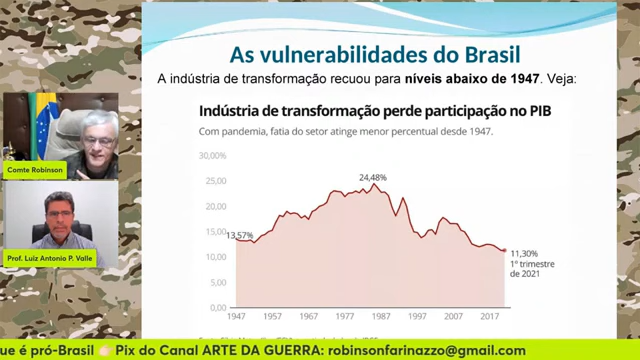 As vulnerabilidades do Brasil
A indústria de transformação recuou para níveis abaixo de 1947. Veja:
Indústria de transformação perde participação no PIB
Com pandemia, fatia do setor atinge menor percentual desde 1947.
30,00%
25,00
20,00
15,00
10,00
5,00
0,00
13,57%
24,48%
11,30%
1º trimestre
de 2021
1947 1957 1967 1977 1987 1997 2007 2017
Comte Robinson
Prof. Luiz Antonio P. Valle
ue é pró-Brasil 👉🏻 Pix do Canal ARTE DA GUERRA: robinsonfarinazzo@gmail.com